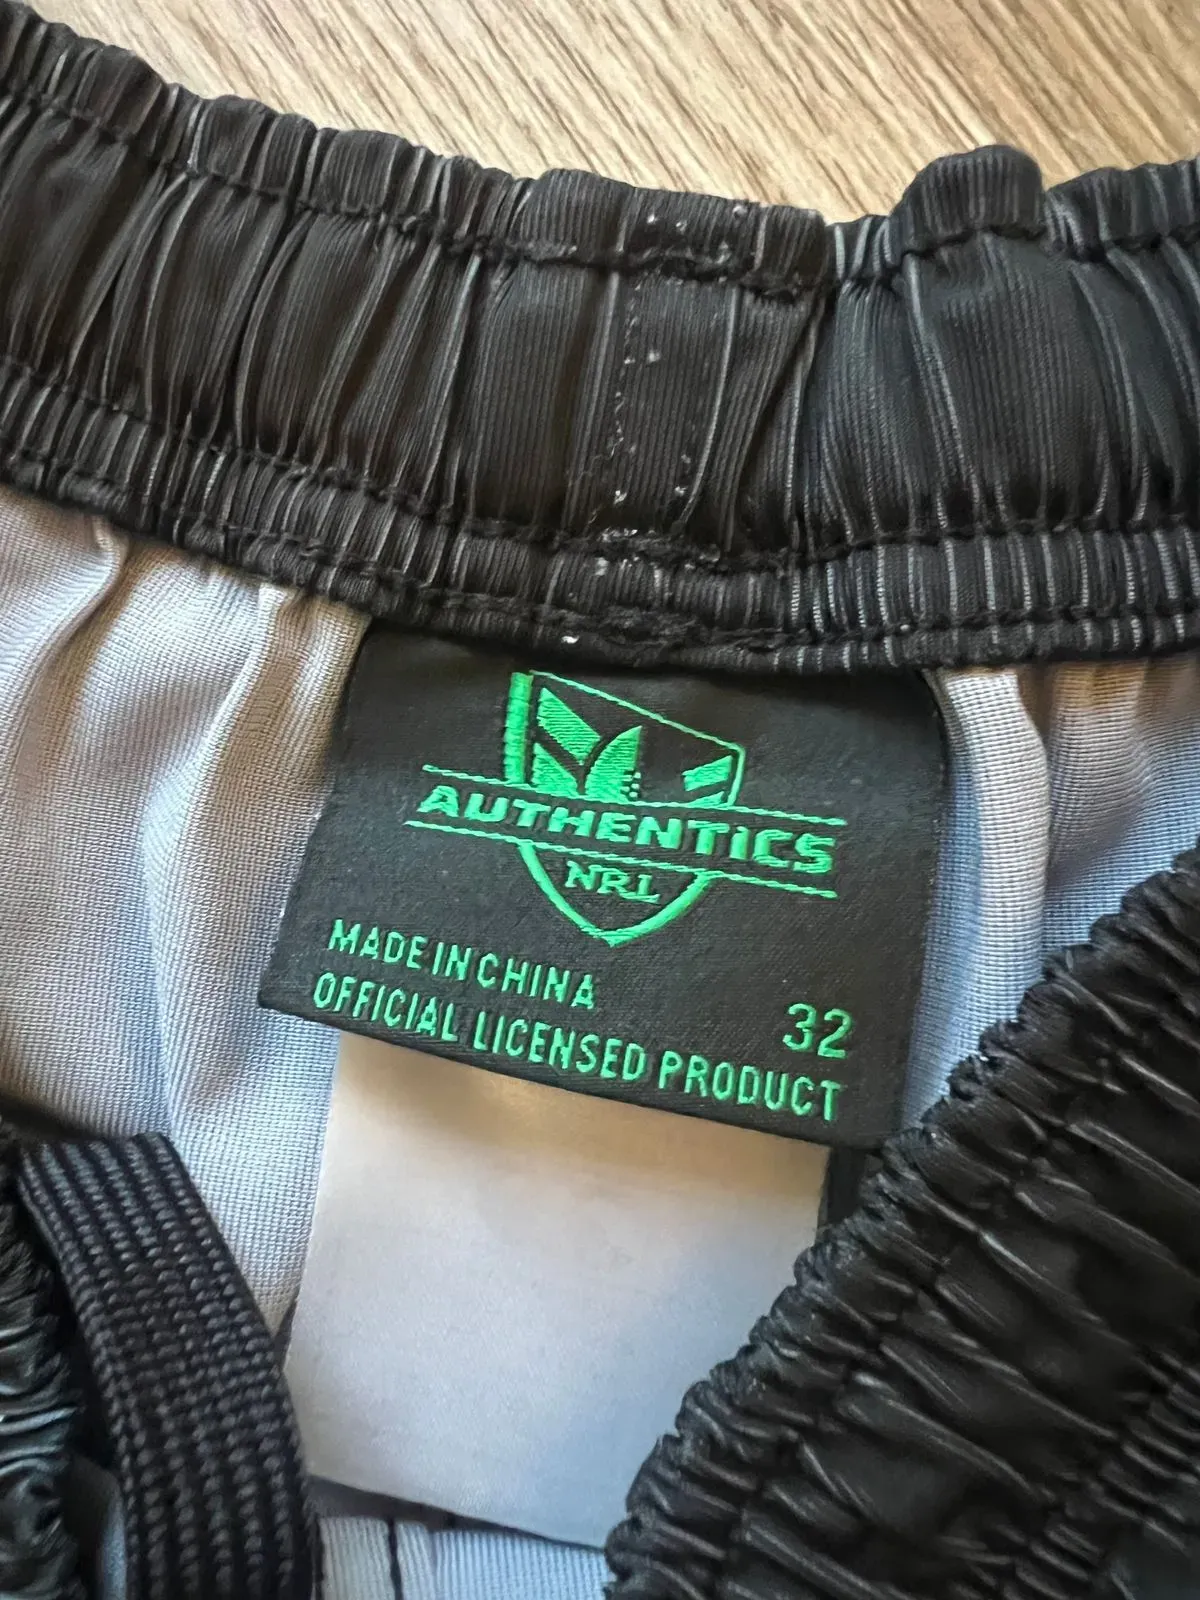 AUTHENTICS
NRL
MADE IN CHINA
OFFICIAL LICENSED PRODUCT
32